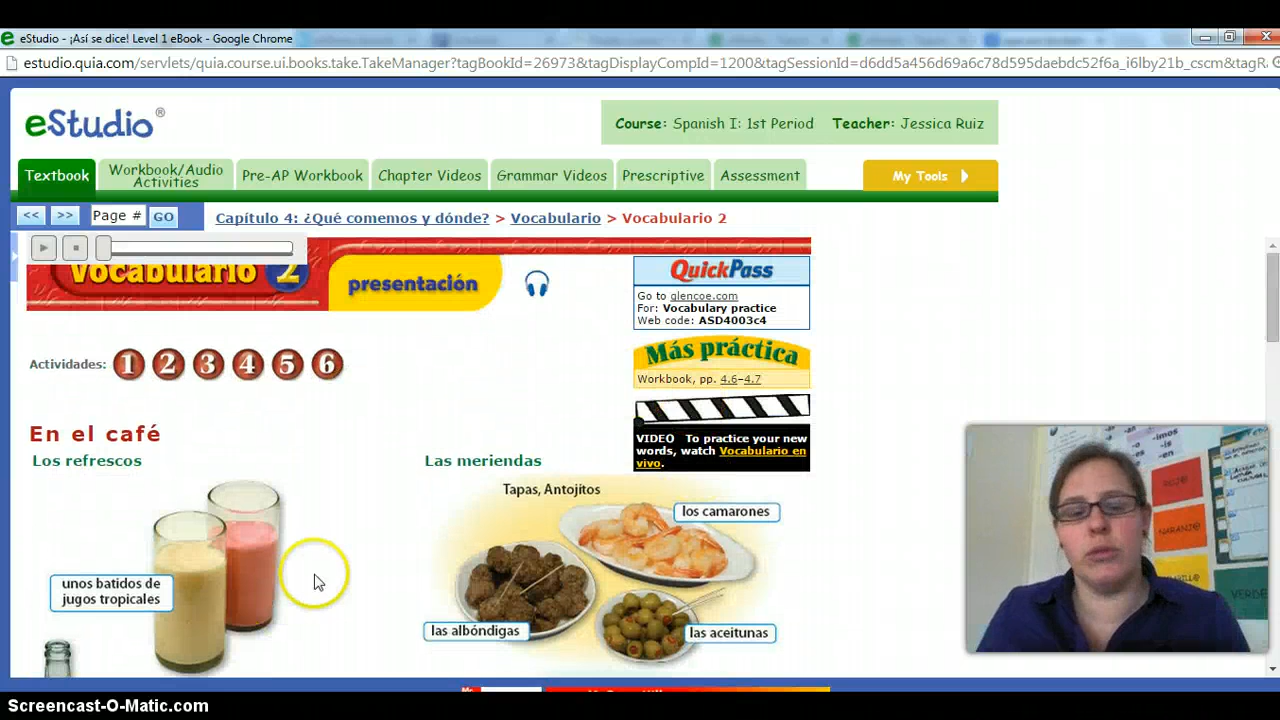 eStudio - ¡Así se dice! Level 1 eBook - Google Chrome
estudio.quia.com/servlets/quia.course.ui.books.take.TakeManager?tagBookId=26973&tagDisplayCompId=1200&tagSessionId=d6dd5a456d69a6c78d595daebdc52f6a_i6lby21b_cscm&tagR
eStudio®
Course: Spanish I: 1st Period Teacher: Jessica Ruiz
Textbook
Workbook/Audio
Activities
Pre-AP Workbook
Chapter Videos
Grammar Videos
Prescriptive
Assessment
My Tools
<< >> Page # GO
Capítulo 4: ¿Qué comemos y dónde? > Vocabulario > Vocabulario 2
Vocabulario 2
presentación
QuickPass
Go to glencoe.com
For: Vocabulary practice
Web code: ASD4003c4
Actividades: 1 2 3 4 5 6
Más práctica
Workbook, pp. 4.6–4.7
VIDEO To practice your new
words, watch Vocabulario en
vivo.
En el café
Los refrescos
Las meriendas
Tapas, Antojitos
los camarones
unos batidos de
jugos tropicales
las albóndigas
las aceitunas
-imos
-is
-en
ROJO
NARANJA
VERDE
Screencast-O-Matic.com